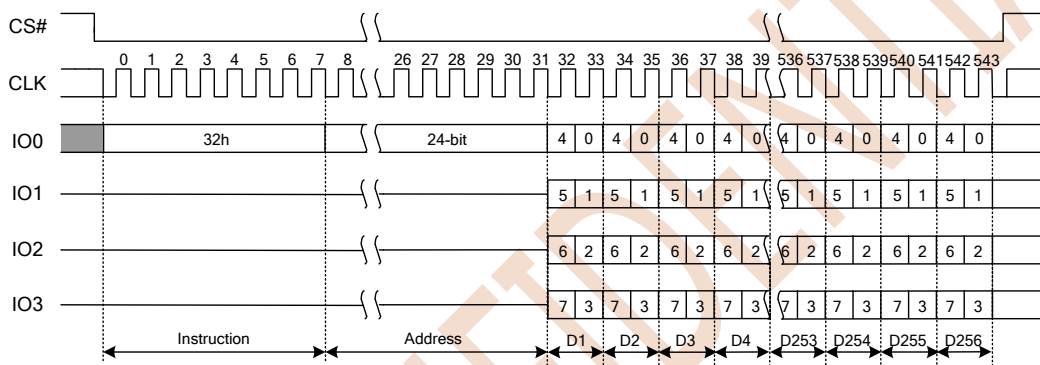 CS#
0 1 2 3 4 5 6 7 8 26 27 28 29 30 31 32 33 34 35 36 37 38 39 536 537 538 539 540 541 542 543
CLK
IO0 32h 24-bit 4 0 4 0 4 0 4 0 4 0 4 0 4 0 4 0
IO1 5 1 5 1 5 1 5 1 5 1 5 1 5 1 5 1
IO2 6 2 6 2 6 2 6 2 6 2 6 2 6 2 6 2
IO3 7 3 7 3 7 3 7 3 7 3 7 3 7 3 7 3
Instruction Address D1 D2 D3 D4 D253 D254 D255 D256